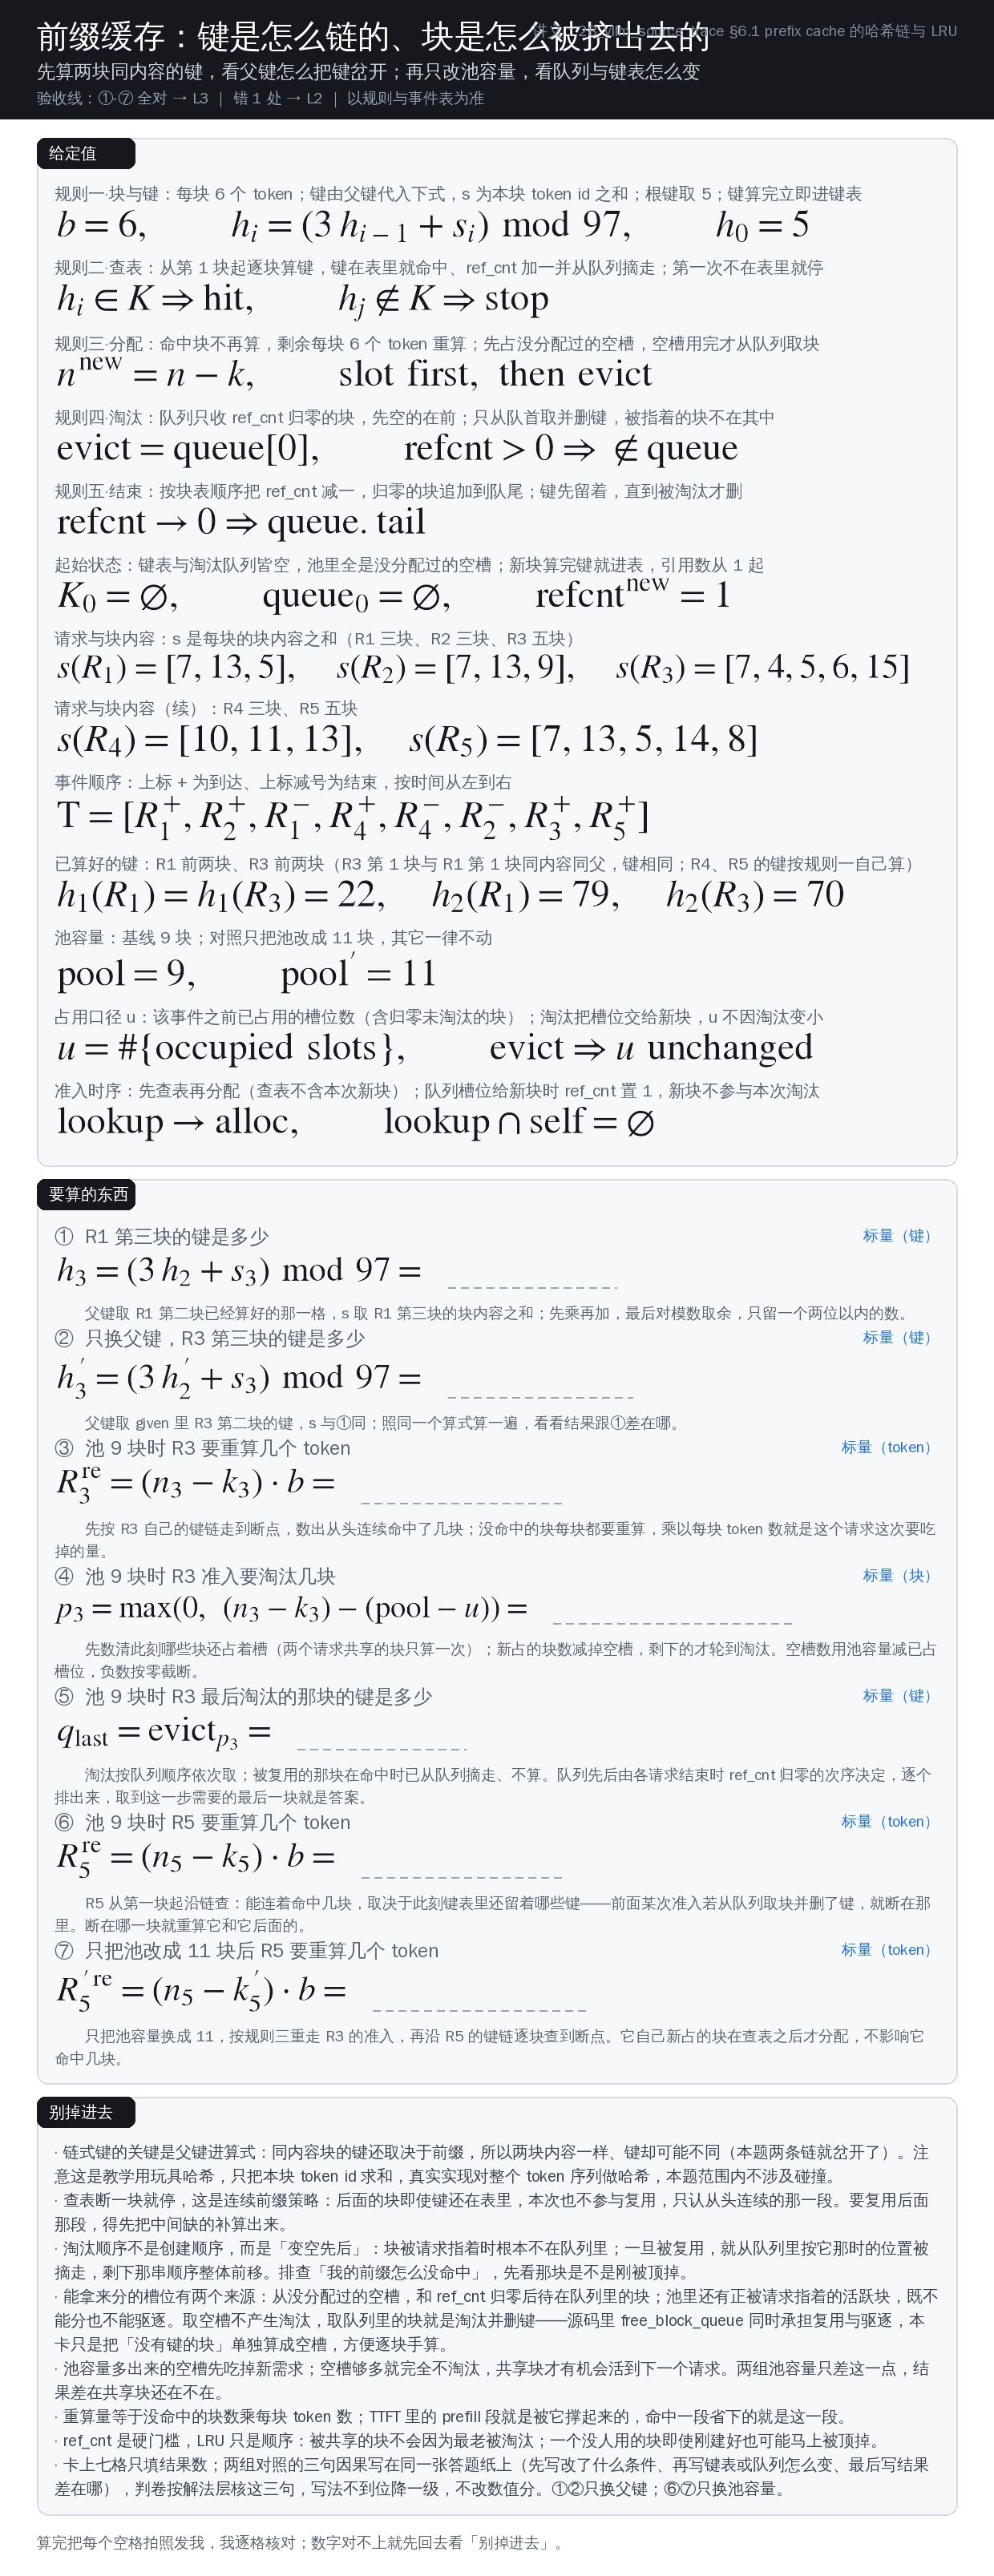 前缀缓存：键是怎么链的、块是怎么被挤出去的
source trace §6.1 prefix cache 的哈希链与 LRU
先算两块同内容的键，看父键怎么把键岔开；再只改池容量，看队列与键表怎么变
验收线：①-⑦ 全对 → L3 ｜ 错 1 处 → L2 ｜ 以规则与事件表为准
给定值
规则一·块与键：每块 6 个 token；键由父键代入下式，s 为本块 token id 之和；根键取 5；键算完立即进键表
b = 6, h_i = (3 h_{i−1} + s_i) mod 97, h_0 = 5
规则二·查表：从第 1 块起逐块算键，键在表里就命中、ref_cnt 加一并从队列摘走；第一次不在表里就停
h_i ∈ K ⇒ hit, h_j ∉ K ⇒ stop
规则三·分配：命中块不再算，剩余每块 6 个 token 重算；先占没分配过的空槽，空槽用完才从队列取块
n^new = n − k, slot first, then evict
规则四·淘汰：队列只收 ref_cnt 归零的块，先空的在前；只从队首取并删键，被指着的块不在其中
evict = queue[0], refcnt > 0 ⇒ ∉ queue
规则五·结束：按块表顺序把 ref_cnt 减一，归零的块追加到队尾；键先留着，直到被淘汰才删
refcnt → 0 ⇒ queue. tail
起始状态：键表与淘汰队列皆空，池里全是没分配过的空槽；新块算完键就进表，引用数从 1 起
K_0 = ∅, queue_0 = ∅, refcnt^new = 1
请求与块内容：s 是每块的块内容之和（R1 三块、R2 三块、R3 五块）
s(R_1) = [7, 13, 5], s(R_2) = [7, 13, 9], s(R_3) = [7, 4, 5, 6, 15]
请求与块内容（续）：R4 三块、R5 五块
s(R_4) = [10, 11, 13], s(R_5) = [7, 13, 5, 14, 8]
事件顺序：上标 + 为到达、上标减号为结束，按时间从左到右
T = [R_1^+, R_2^+, R_1^−, R_4^+, R_4^−, R_2^−, R_3^+, R_5^+]
已算好的键：R1 前两块、R3 前两块（R3 第 1 块与 R1 第 1 块同内容同父，键相同；R4、R5 的键按规则一自己算）
h_1(R_1) = h_1(R_3) = 22, h_2(R_1) = 79, h_2(R_3) = 70
池容量：基线 9 块；对照只把池改成 11 块，其它一律不动
pool = 9, pool′ = 11
占用口径 u：该事件之前已占用的槽位数（含归零未淘汰的块）；淘汰把槽位交给新块，u 不因淘汰变小
u = #{occupied slots}, evict ⇒ u unchanged
准入时序：先查表再分配（查表不含本次新块）；队列槽位给新块时 ref_cnt 置 1，新块不参与本次淘汰
lookup → alloc, lookup ∩ self = ∅
要算的东西
① R1 第三块的键是多少
标量（键）
h_3 = (3 h_2 + s_3) mod 97 =
父键取 R1 第二块已经算好的那一格，s 取 R1 第三块的块内容之和；先乘再加，最后对模数取余，只留一个两位以内的数。
② 只换父键，R3 第三块的键是多少
标量（键）
h_3′ = (3 h_2′ + s_3) mod 97 =
父键取 given 里 R3 第二块的键，s 与①同；照同一个算式算一遍，看看结果跟①差在哪。
③ 池 9 块时 R3 要重算几个 token
标量（token）
R_3^re = (n_3 − k_3) · b =
先按 R3 自己的键链走到断点，数出从头连续命中了几块；没命中的块每块都要重算，乘以每块 token 数就是这个请求这次要吃
掉的量。
④ 池 9 块时 R3 准入要淘汰几块
标量（块）
p_3 = max(0, (n_3 − k_3) − (pool − u)) =
先数清此刻哪些块还占着槽（两个请求共享的块只算一次）；新占的块数减掉空槽，剩下的才轮到淘汰。空槽数用池容量减已占
槽位，负数按零截断。
⑤ 池 9 块时 R3 最后淘汰的那块的键是多少
标量（键）
q_last = evict_{p_3} =
淘汰按队列顺序依次取；被复用的那块在命中时已从队列摘走、不算。队列先后由各请求结束时 ref_cnt 归零的次序决定，逐个
排出来，取到这一步需要的最后一块就是答案。
⑥ 池 9 块时 R5 要重算几个 token
标量（token）
R_5^re = (n_5 − k_5) · b =
R5 从第一块起沿链查：能连着命中几块，取决于此刻键表里还留着哪些键——前面某次准入若从队列取块并删了键，就断在那
里。断在哪一块就重算它和它后面的。
⑦ 只把池改成 11 块后 R5 要重算几个 token
标量（token）
R_5^′re = (n_5 − k_5′) · b =
只把池容量换成 11，按规则三重走 R3 的准入，再沿 R5 的键链逐块查到断点。它自己新占的块在查表之后才分配，不影响它
命中几块。
别掉进去
· 链式键的关键是父键进算式：同内容块的键还取决于前缀，所以两块内容一样、键却可能不同（本题两条链就岔开了）。注
意这是教学用玩具哈希，只把本块 token id 求和，真实实现对整个 token 序列做哈希，本题范围内不涉及碰撞。
· 查表断一块就停，这是连续前缀策略：后面的块即使键还在表里，本次也不参与复用，只认从头连续的那一段。要复用后面
那段，得先把中间缺的补算出来。
· 淘汰顺序不是创建顺序，而是「变空先后」：块被请求指着时根本不在队列里；一旦被复用，就从队列里按它那时的位置被
摘走，剩下那串顺序整体前移。排查「我的前缀怎么没命中」，先看那块是不是刚被顶掉。
· 能拿来分的槽位有两个来源：从没分配过的空槽，和 ref_cnt 归零后待在队列里的块；池里还有正被请求指着的活跃块，既不
能分也不能驱逐。取空槽不产生淘汰，取队列里的块就是淘汰并删键——源码里 free_block_queue 同时承担复用与驱逐，本
卡只是把「没有键的块」单独算成空槽，方便逐块手算。
· 池容量多出来的空槽先吃掉新需求；空槽够多就完全不淘汰，共享块才有机会活到下一个请求。两组池容量只差这一点，结
果差在共享块还在不在。
· 重算量等于没命中的块数乘每块 token 数；TTFT 里的 prefill 段就是被它撑起来的，命中一段省下的就是这一段。
· ref_cnt 是硬门槛，LRU 只是顺序：被共享的块不会因为最老被淘汰；一个没人用的块即使刚建好也可能马上被顶掉。
· 卡上七格只填结果数；两组对照的三句因果写在同一张答题纸上（先写改了什么条件、再写键表或队列怎么变、最后写结果
差在哪），判卷按解法层核这三句，写法不到位降一级，不改数值分。①②只换父键；⑥⑦只换池容量。
算完把每个空格拍照发我，我逐格核对；数字对不上就先回去看「别掉进去」。